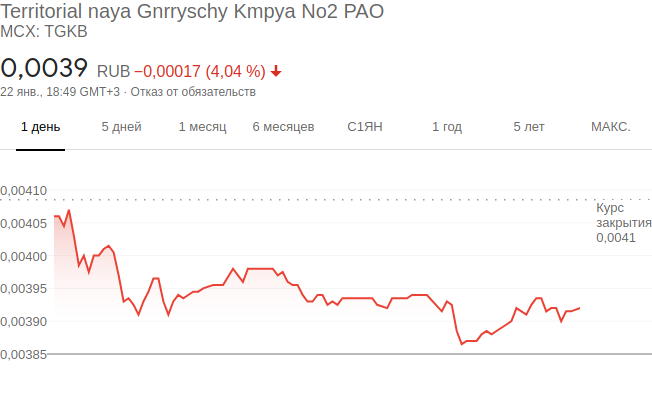 Territorial naya Gnrryschy Kmpya No2 PAO
MCX: TGKB
0,0039 RUB −0,00017 (4,04 %)
22 янв., 18:49 GMT+3 · Отказ от обязательств
1 день 5 дней 1 месяц 6 месяцев С1ЯН 1 год 5 лет МАКС.
0,00410
Курс
закрытия
0,0041
0,00405
0,00400
0,00395
0,00390
0,00385